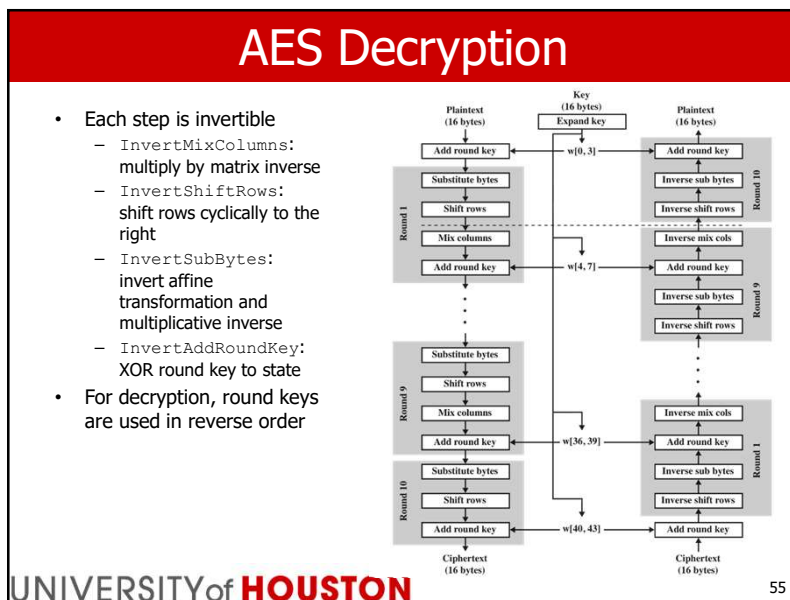 AES Decryption
• Each step is invertible
– InvertMixColumns:
multiply by matrix inverse
– InvertShiftRows:
shift rows cyclically to the
right
– InvertSubBytes:
invert affine
transformation and
multiplicative inverse
– InvertAddRoundKey:
XOR round key to state
• For decryption, round keys
are used in reverse order
Plaintext
(16 bytes)
Add round key
Round 1
Substitute bytes
Shift rows
Mix columns
Add round key
Round 9
Substitute bytes
Shift rows
Mix columns
Add round key
Round 10
Substitute bytes
Shift rows
Add round key
Ciphertext
(16 bytes)
Key
(16 bytes)
Expand key
w[0, 3]
w[4, 7]
w[36, 39]
w[40, 43]
Plaintext
(16 bytes)
Add round key
Inverse sub bytes
Inverse shift rows
Round 10
Inverse mix cols
Add round key
Inverse sub bytes
Inverse shift rows
Round 9
Inverse mix cols
Add round key
Inverse sub bytes
Inverse shift rows
Round 1
Add round key
Ciphertext
(16 bytes)
UNIVERSITY of HOUSTON
55